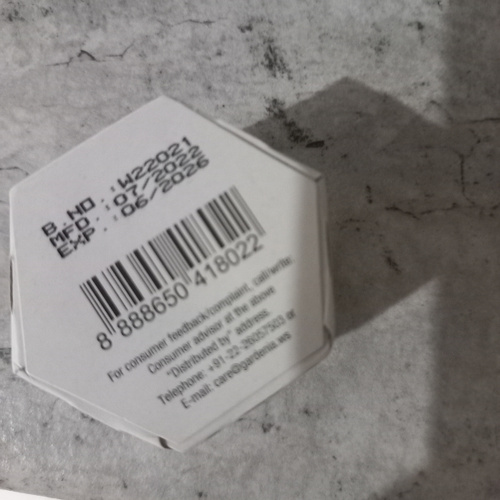 B. NO. :W22021
MFD. :07/2022
EXP. :06/2026
8 888650 418022
For consumer feedback/complaint, call/write:
Consumer advisor at the above
"Distributed by" address
Telephone: +91-22-26057503 or
E-mail: care@gardenia.ws